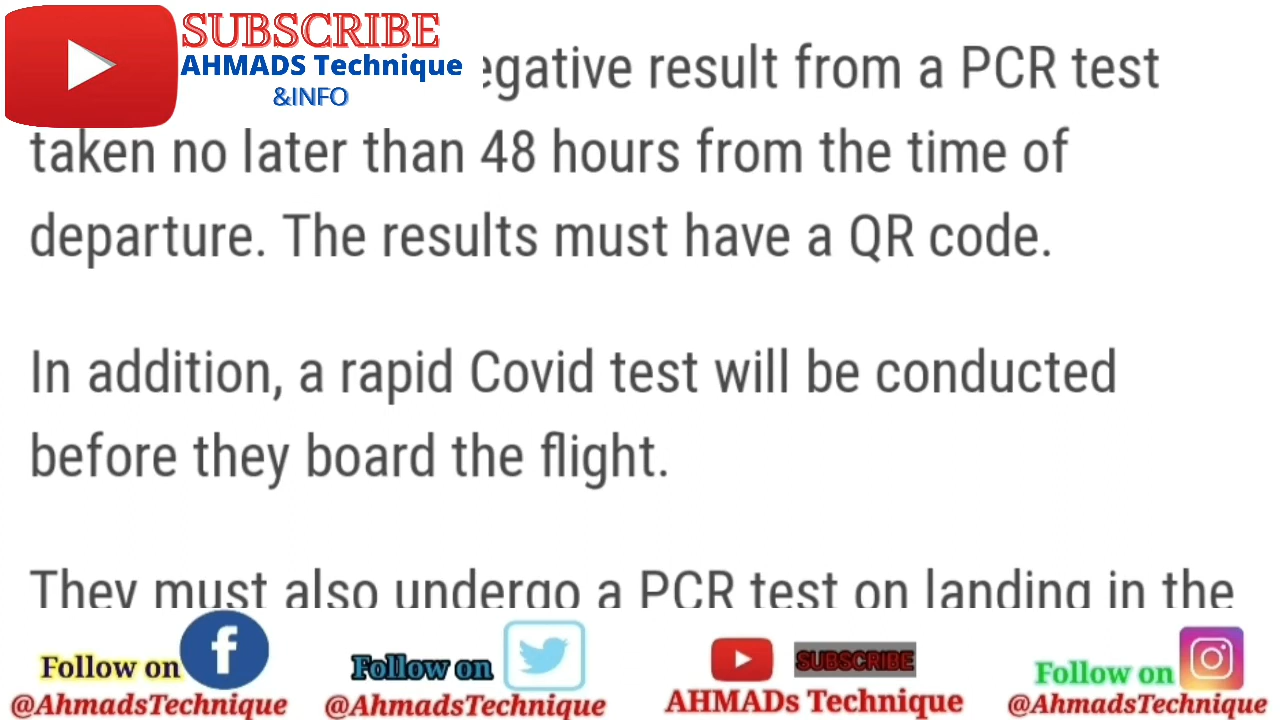 SUBSCRIBE
AHMADS Technique
&INFO
egative result from a PCR test
taken no later than 48 hours from the time of
departure. The results must have a QR code.
In addition, a rapid Covid test will be conducted
before they board the flight.
They must also undergo a PCR test on landing in the
Follow on
@AhmadsTechnique
Follow on
@AhmadsTechnique
SUBSCRIBE
AHMADs Technique
Follow on
@AhmadsTechnique